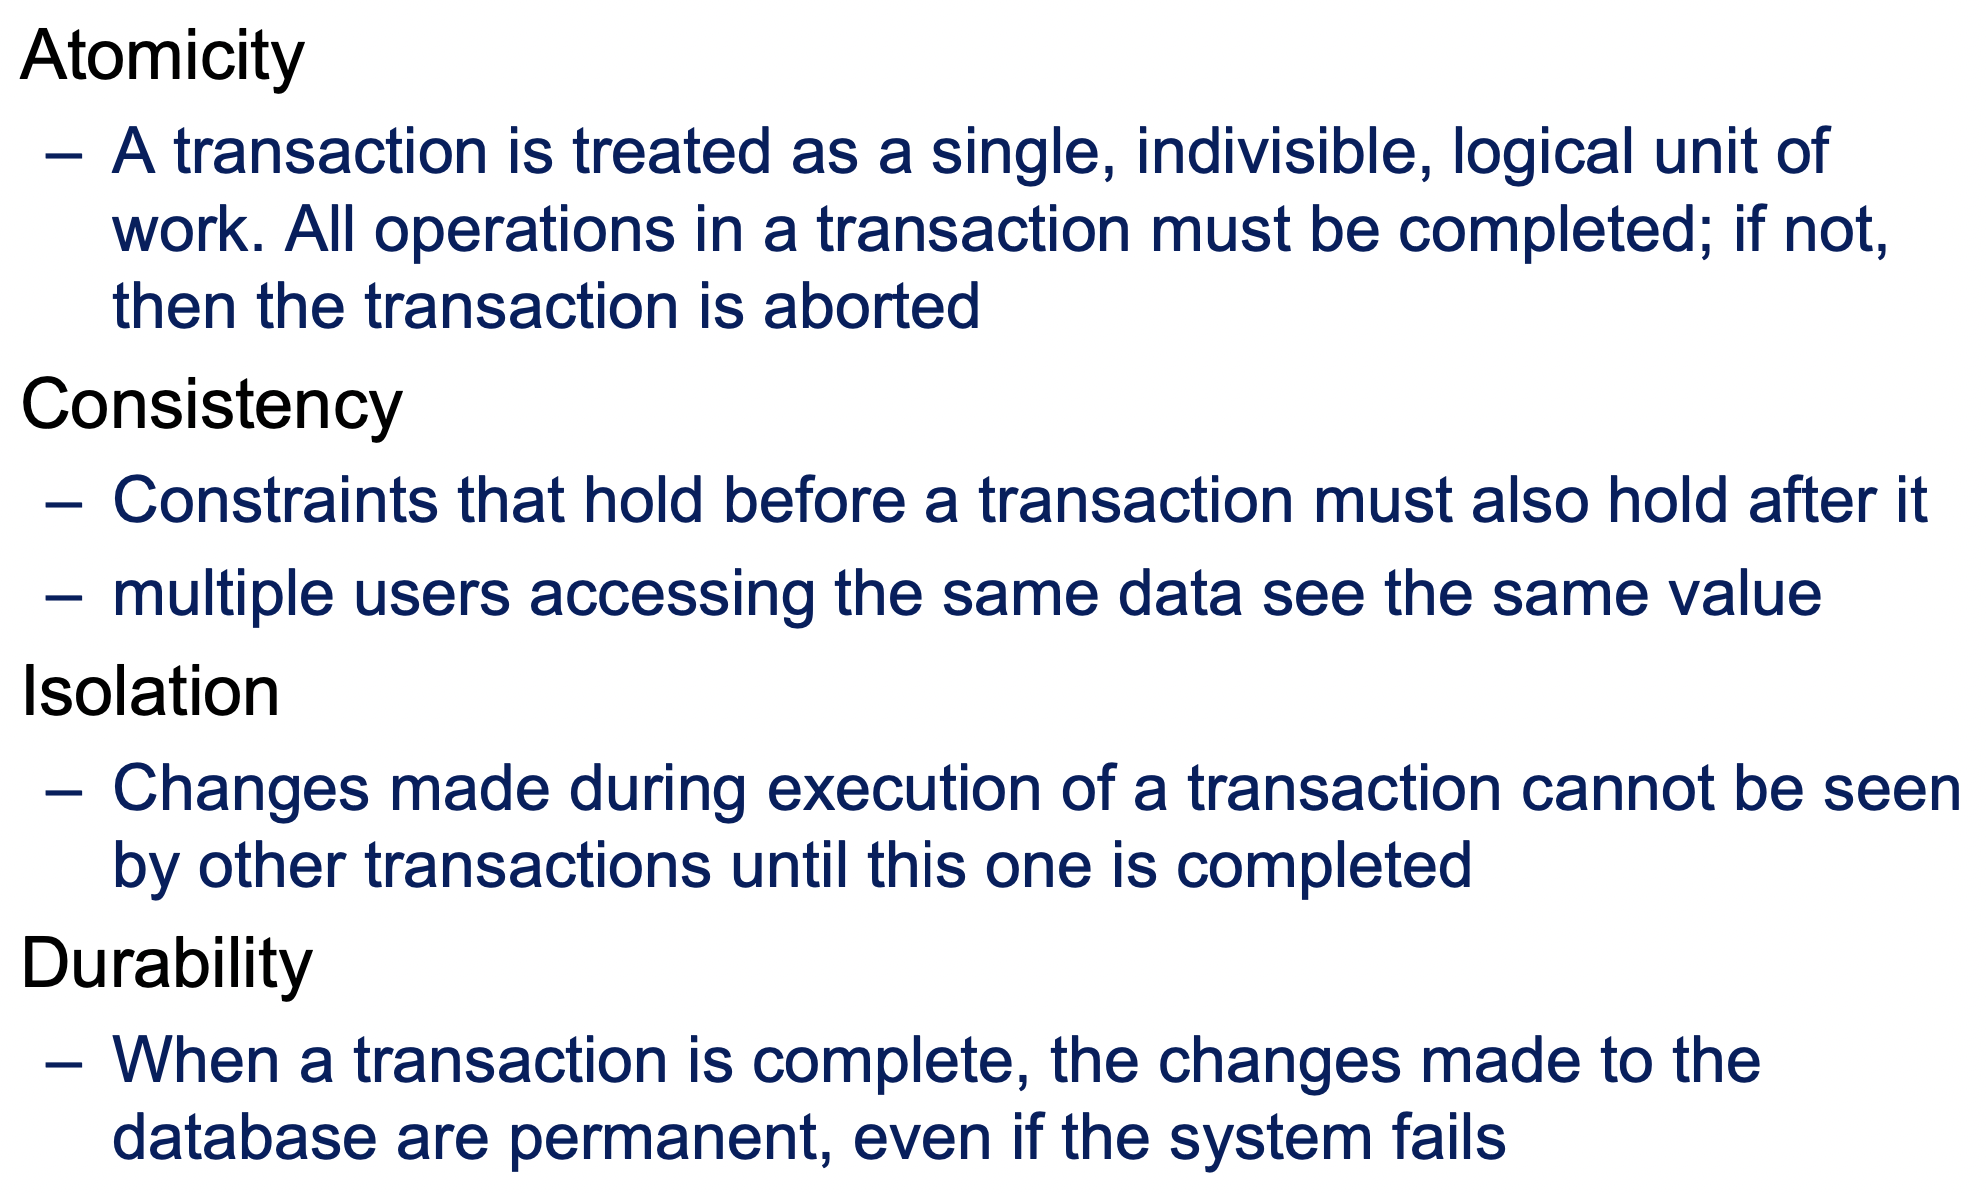 Atomicity
– A transaction is treated as a single, indivisible, logical unit of
work. All operations in a transaction must be completed; if not,
then the transaction is aborted
Consistency
– Constraints that hold before a transaction must also hold after it
– multiple users accessing the same data see the same value
Isolation
– Changes made during execution of a transaction cannot be seen
by other transactions until this one is completed
Durability
– When a transaction is complete, the changes made to the
database are permanent, even if the system fails